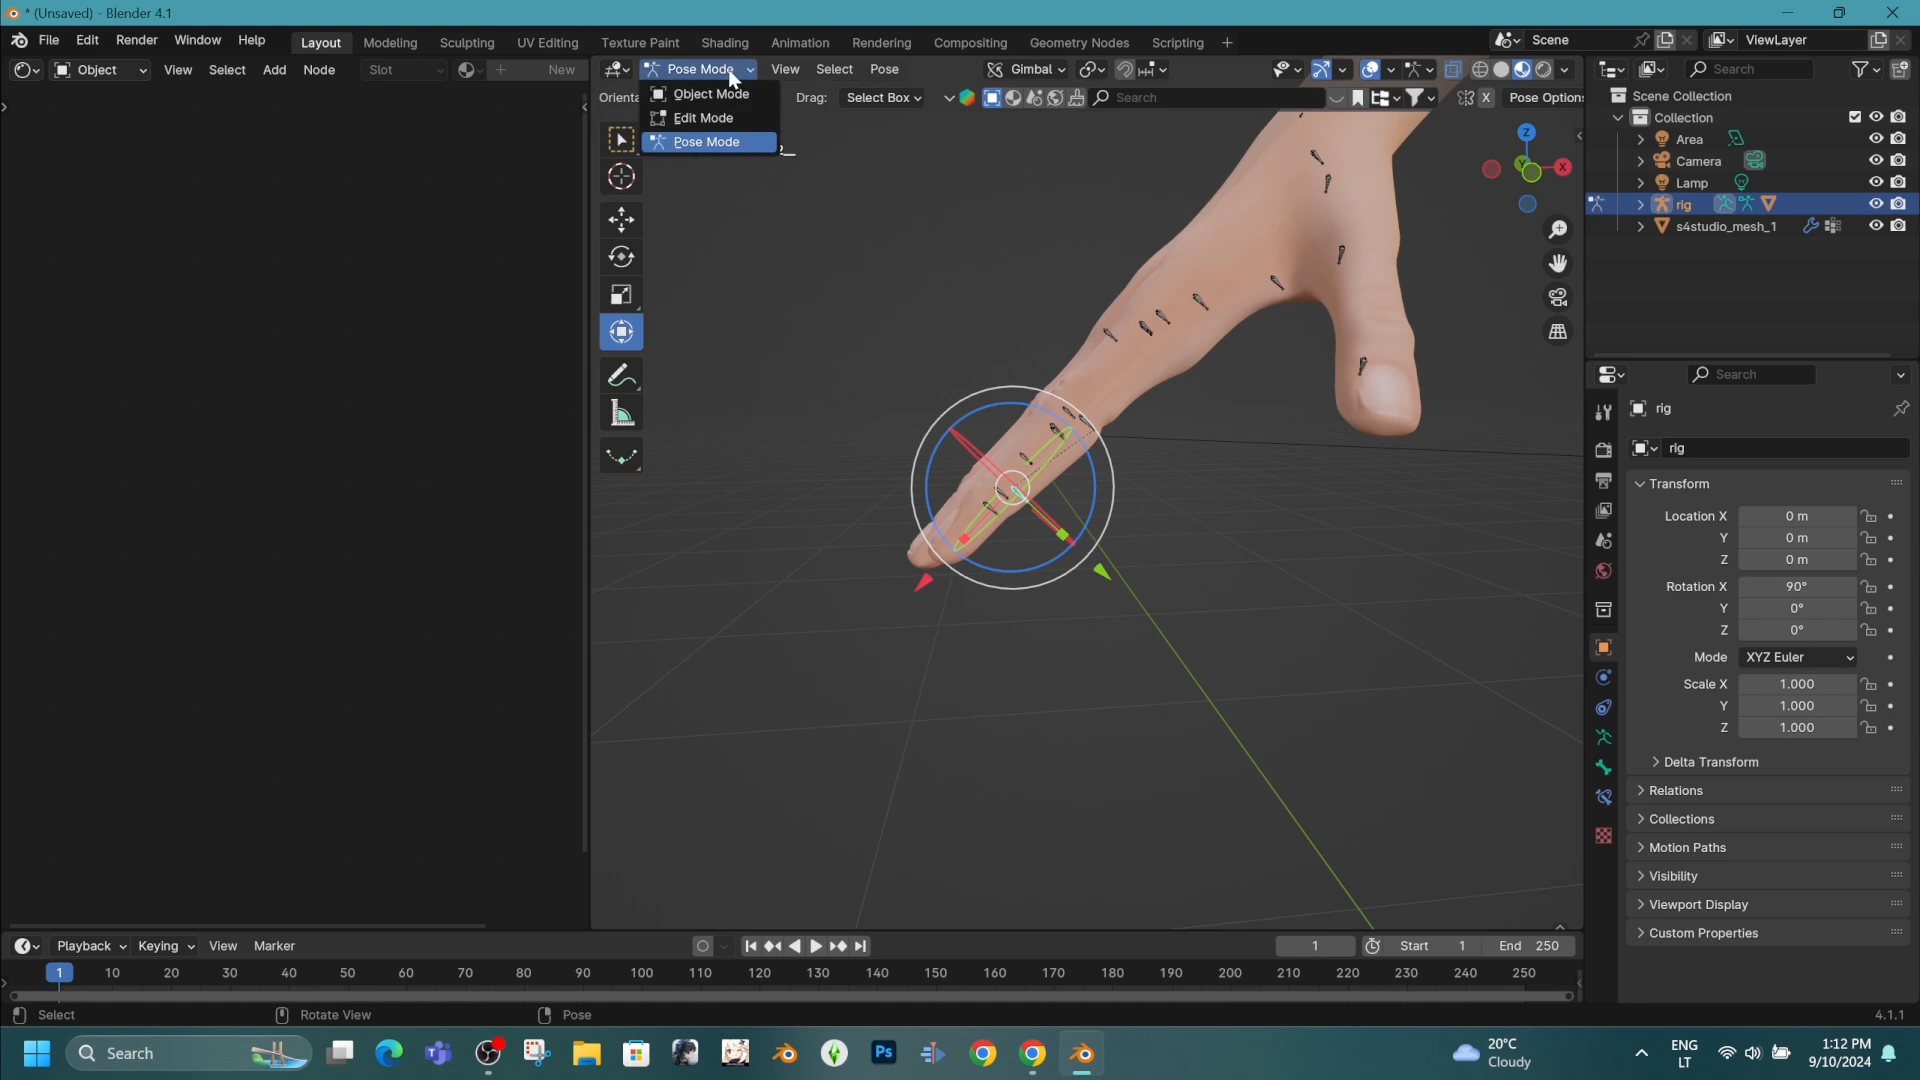 * (Unsaved) - Blender 4.1
File Edit Render Window Help Layout Modeling Sculpting UV Editing Texture Paint Shading Animation Rendering Compositing Geometry Nodes Scripting + Scene ViewLayer
Object View Select Add Node Slot New Pose Mode View Select Pose Gimbal Search
Drag: Select Box Search X Pose Options
Object Mode
Edit Mode
Pose Mode
Z
Y
X
Scene Collection
Collection
Area
Camera
Lamp
rig
s4studio_mesh_1
Search
rig
rig
Transform
Location X 0 m
Y 0 m
Z 0 m
Rotation X 90°
Y 0°
Z 0°
Mode XYZ Euler
Scale X 1.000
Y 1.000
Z 1.000
Delta Transform
Relations
Collections
Motion Paths
Visibility
Viewport Display
Custom Properties
Playback Keying View Marker 1 Start 1 End 250
1 10 20 30 40 50 60 70 80 90 100 110 120 130 140 150 160 170 180 190 200 210 220 230 240 250
Select Rotate View Pose 4.1.1
Search Ps 20°C Cloudy ENG LT 1:12 PM 9/10/2024